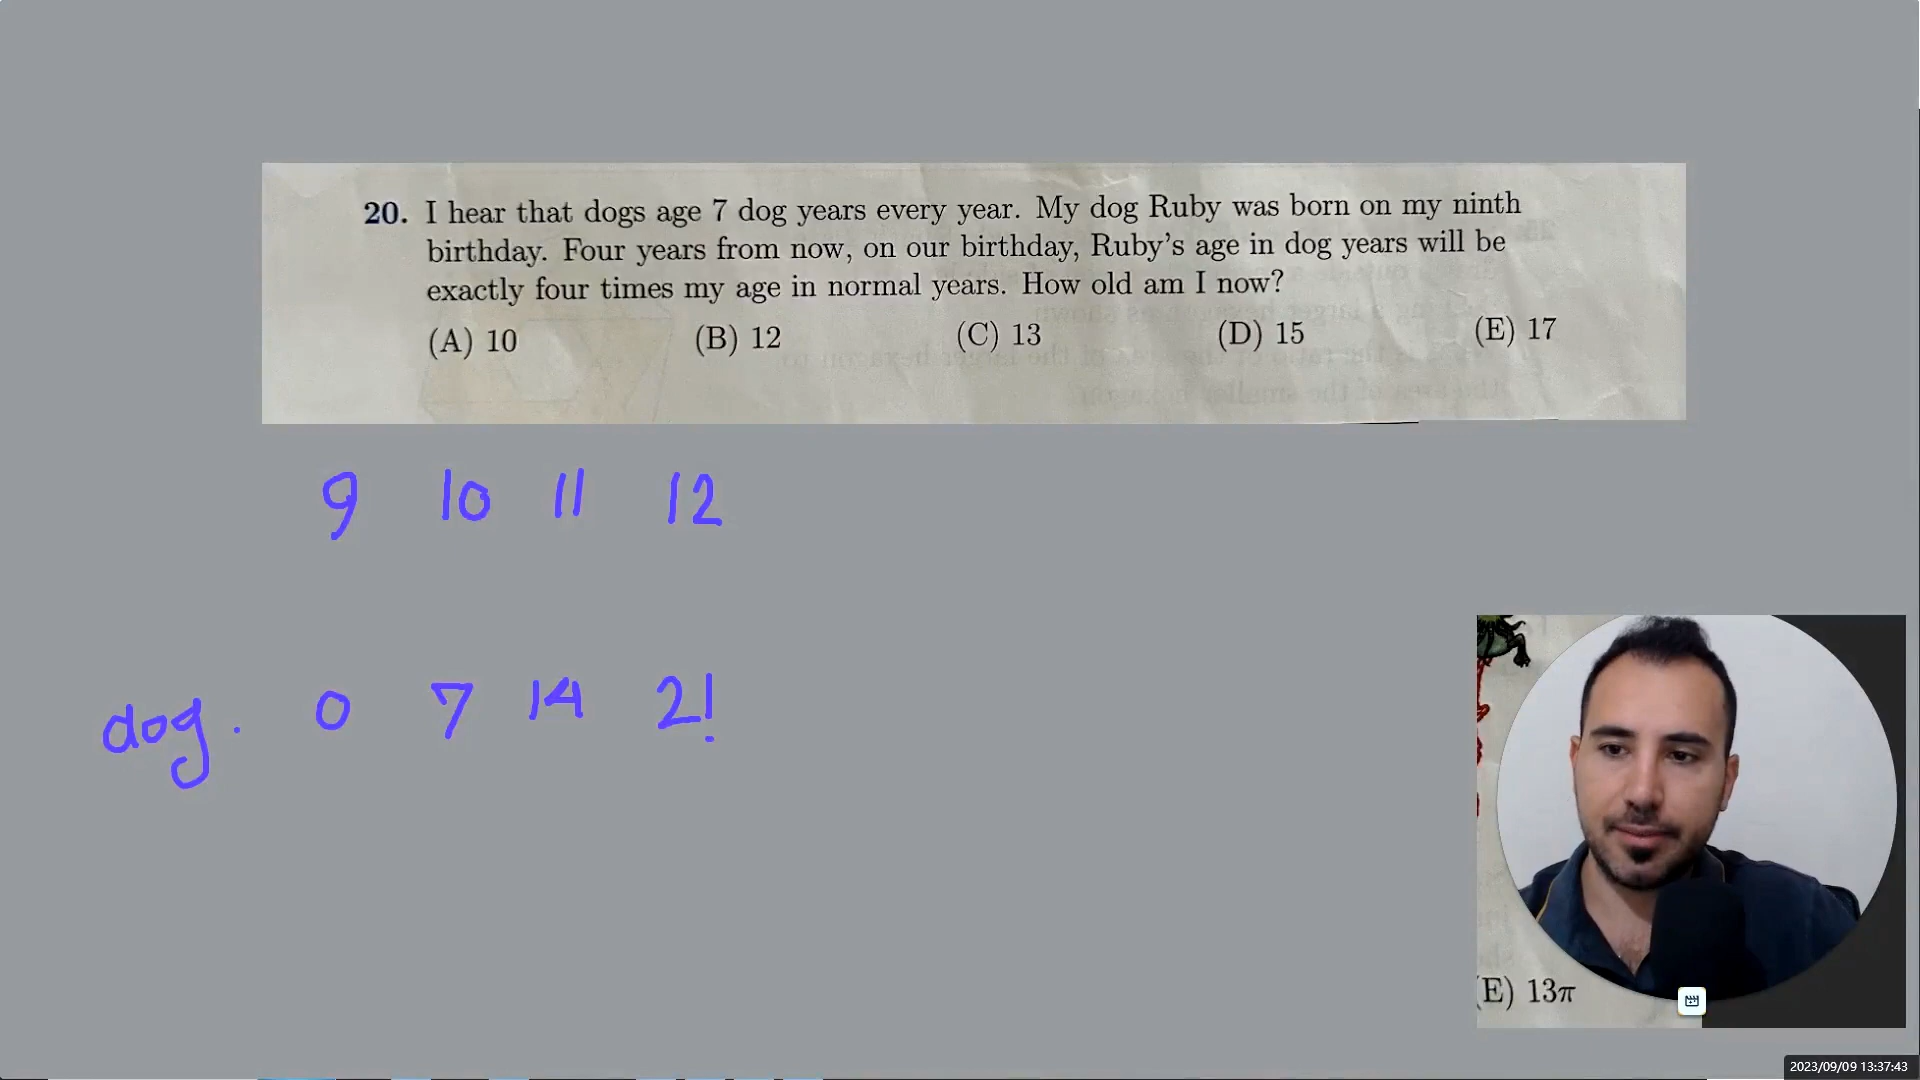 20. I hear that dogs age 7 dog years every year. My dog Ruby was born on my ninth
birthday. Four years from now, on our birthday, Ruby's age in dog years will be
exactly four times my age in normal years. How old am I now?
(A) 10 (B) 12 (C) 13 (D) 15 (E) 17
9 10 11 12
dog. 0 7 14 2!
(E) 13π
2023/09/09 13:37:43